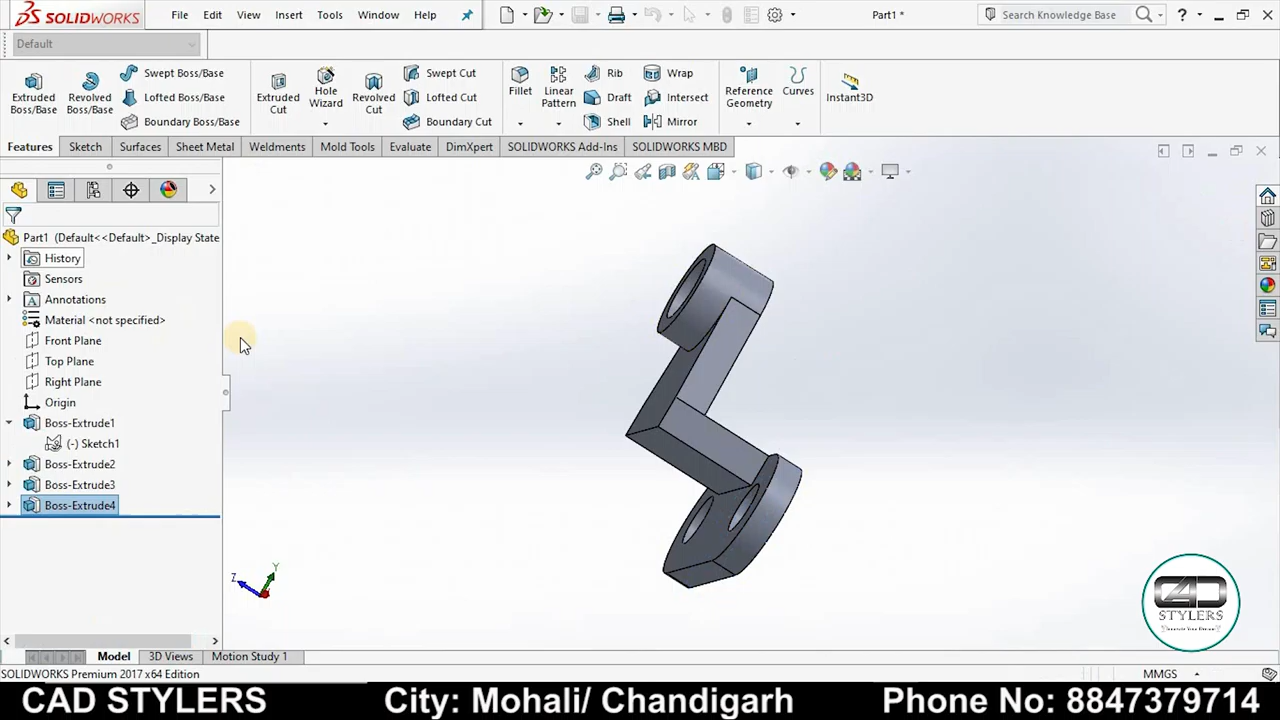 SOLIDWORKS File Edit View Insert Tools Window Help Part1 * Search Knowledge Base ?
Default
Extruded Boss/Base
Revolved Boss/Base
Swept Boss/Base
Lofted Boss/Base
Boundary Boss/Base
Extruded Cut
Hole Wizard
Revolved Cut
Swept Cut
Lofted Cut
Boundary Cut
Fillet
Linear Pattern
Rib
Draft
Shell
Wrap
Intersect
Mirror
Reference Geometry
Curves
Instant3D
Features Sketch Surfaces Sheet Metal Weldments Mold Tools Evaluate DimXpert SOLIDWORKS Add-Ins SOLIDWORKS MBD
Part1 (Default<<Default>_Display State
History
Sensors
Annotations
Material <not specified>
Front Plane
Top Plane
Right Plane
Origin
Boss-Extrude1
(-) Sketch1
Boss-Extrude2
Boss-Extrude3
Boss-Extrude4
Y
Z
CAD
STYLERS
Model 3D Views Motion Study 1
SOLIDWORKS Premium 2017 x64 Edition MMGS
CAD STYLERS City: Mohali/ Chandigarh Phone No: 8847379714